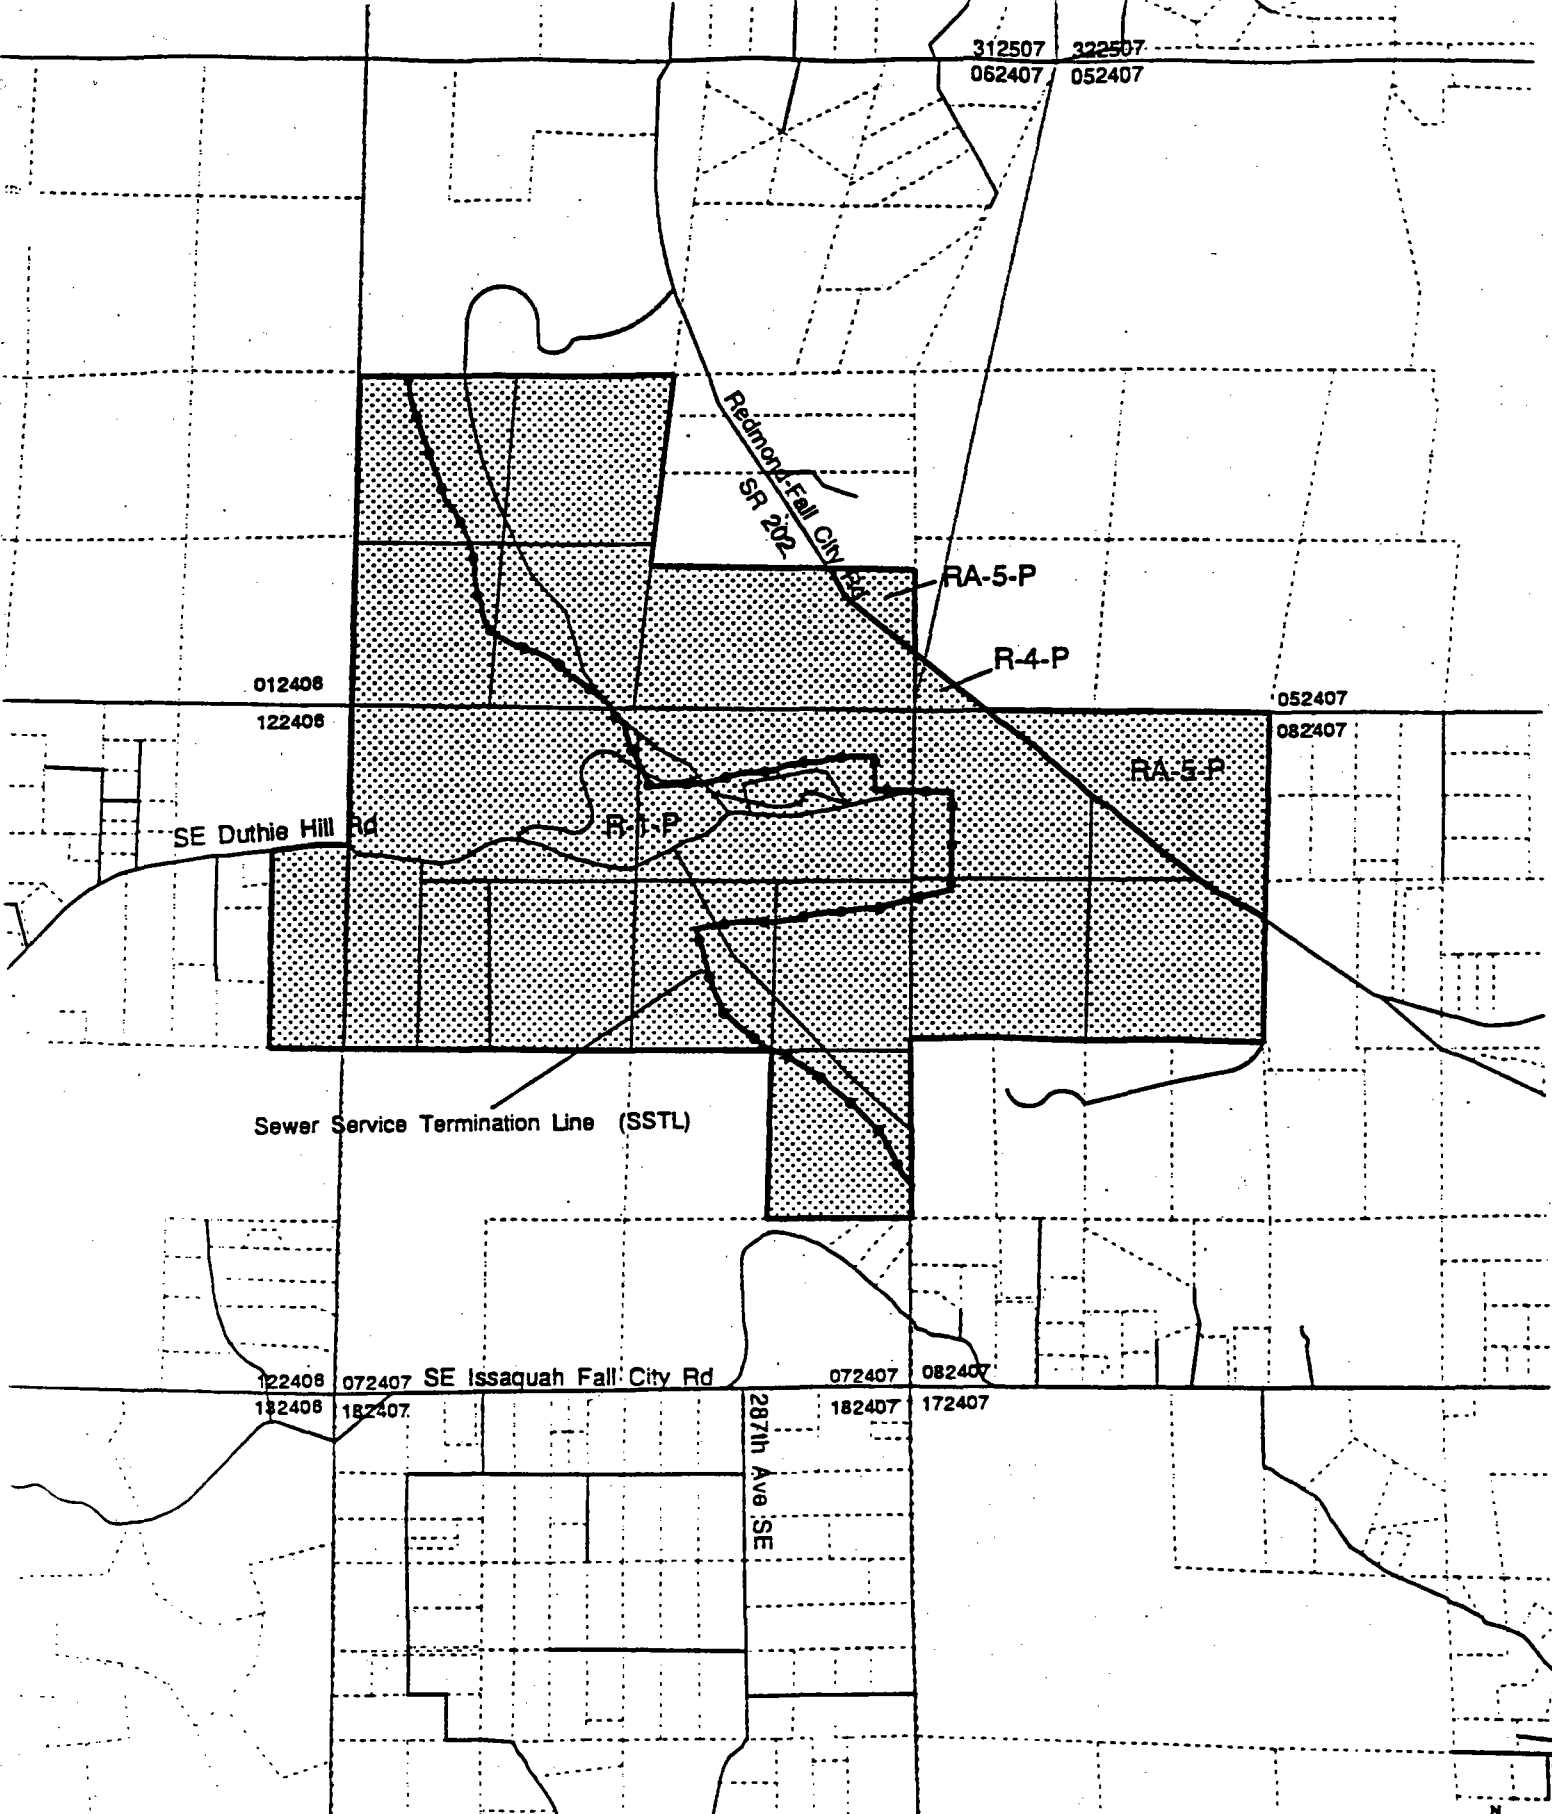 312507 322507
062407 052407
Redmond-Fall City Rd
SR 202
RA-5-P
R-4-P
012406
122406
052407
082407
RA-5-P
SE Duthie Hill Rd
R-1-P
Sewer Service Termination Line (SSTL)
122406 072407 SE Issaquah Fall City Rd 072407 082407
132406 182407 182407 172407
287th Ave SE
N